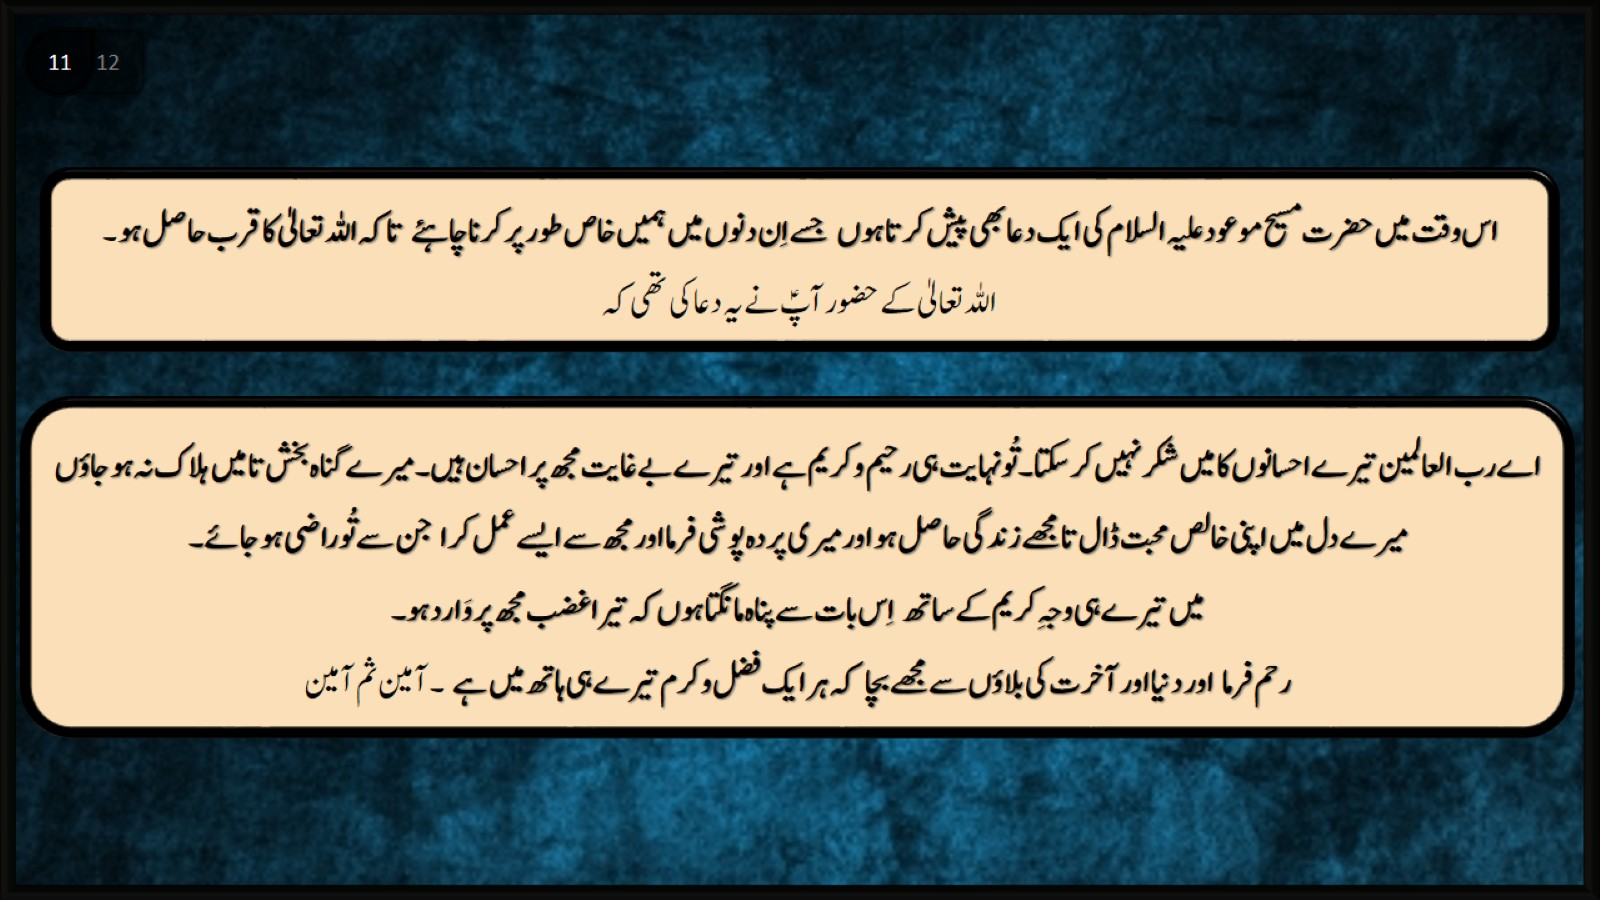 11 12
اس وقت میں حضرت مسیح موعود علیہ السلام کی ایک دعا بھی پیش کرتا ہوں جسے اِن دنوں میں ہمیں خاص طور پر کرنا چاہئے تا کہ اللہ تعالیٰ کا قرب حاصل ہو۔
اللہ تعالیٰ کے حضور آپؑ نے یہ دعا کی تھی کہ
اے رب العالمین تیرے احسانوں کا میں شکر نہیں کر سکتا۔ تُو نہایت ہی رحیم و کریم ہے اور تیرے بے غایت مجھ پر احسان ہیں۔ میرے گناہ بخش تا میں ہلاک نہ ہو جاؤں
میرے دل میں اپنی خالص محبت ڈال تا مجھے زندگی حاصل ہو اور میری پردہ پوشی فرما اور مجھ سے ایسے عمل کرا جن سے تُو راضی ہو جائے۔
میں تیرے ہی وجہِ کریم کے ساتھ اِس بات سے پناہ مانگتا ہوں کہ تیرا غضب مجھ پر وَارد ہو۔
رحم فرما اور دنیا اور آخرت کی بلاؤں سے مجھے بچا کہ ہر ایک فضل و کرم تیرے ہی ہاتھ میں ہے ۔ آمین ثم آمین